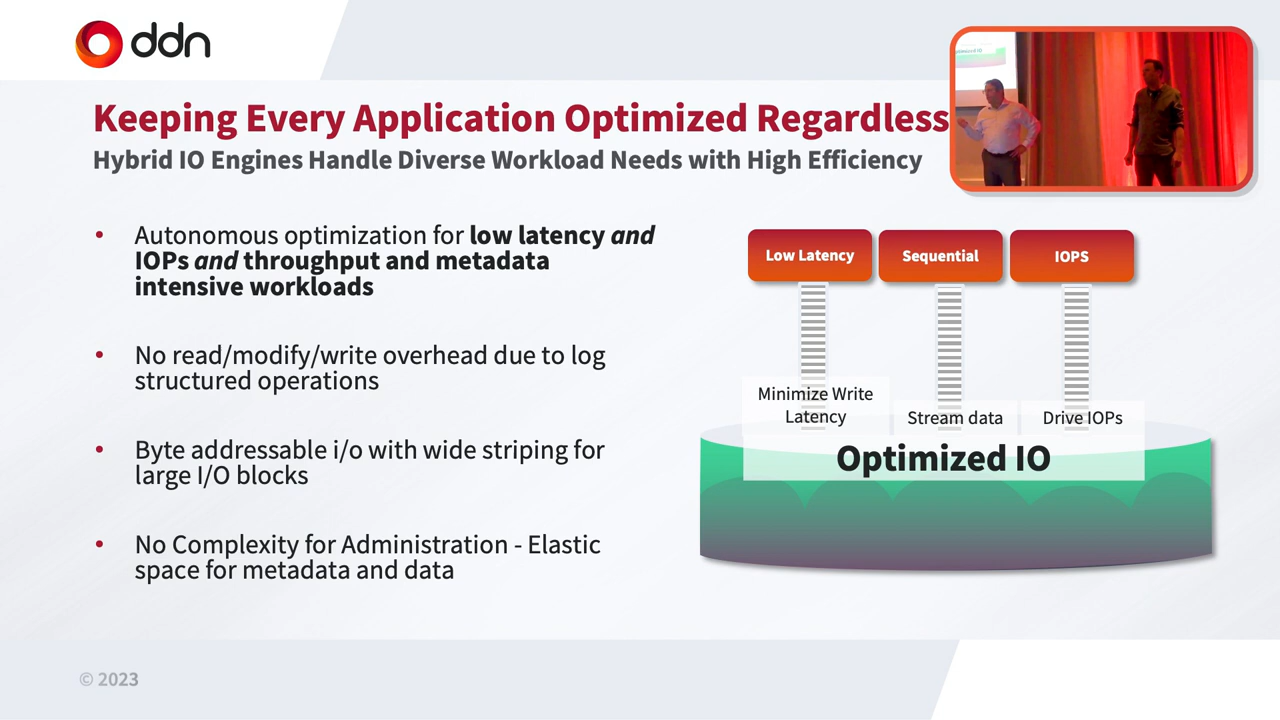 ddn
Keeping Every Application Optimized Regardless
Hybrid IO Engines Handle Diverse Workload Needs with High Efficiency
Autonomous optimization for low latency and
IOPs and throughput and metadata
intensive workloads
No read/modify/write overhead due to log
structured operations
Byte addressable i/o with wide striping for
large I/O blocks
No Complexity for Administration - Elastic
space for metadata and data
Low Latency
Sequential
IOPS
Minimize Write
Latency
Stream data
Drive IOPs
Optimized IO
© 2023
ptimized IO